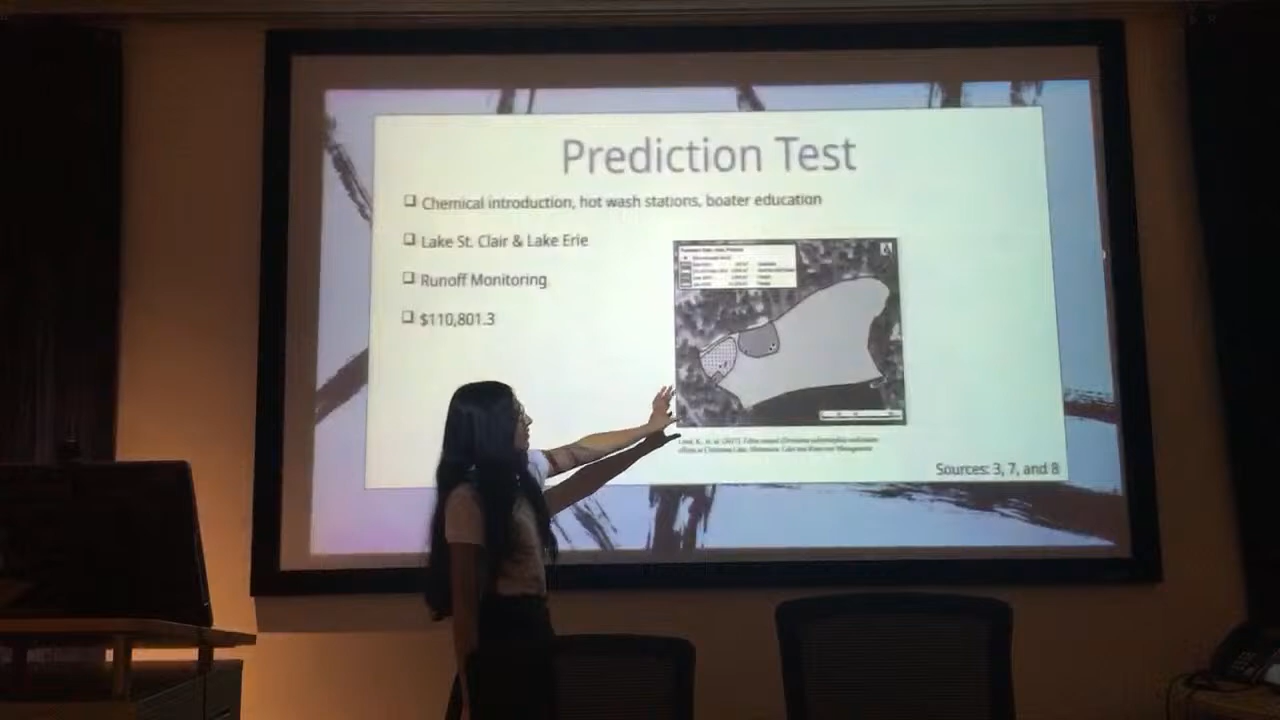 Prediction Test
❑ Chemical introduction, hot wash stations, boater education
❑ Lake St. Clair & Lake Erie
❑ Runoff Monitoring
❑ $110,801.3
Sources: 3, 7, and 8